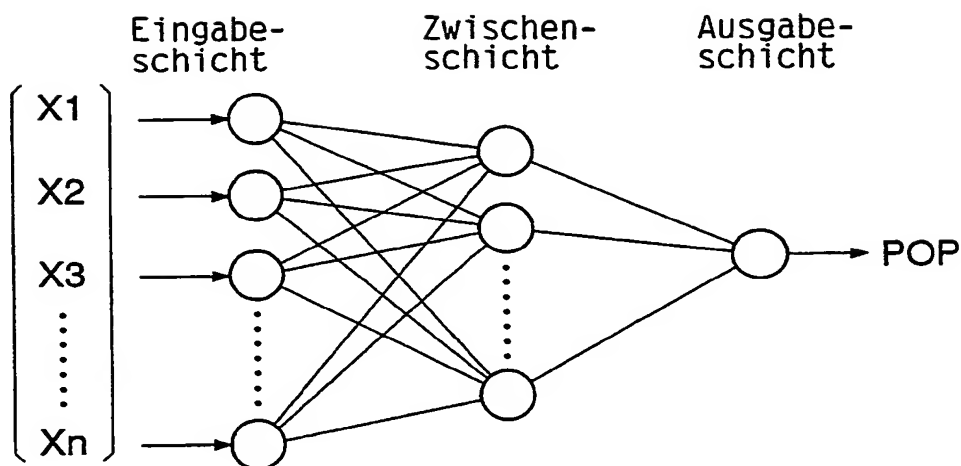 Eingabe-
schicht
Zwischen-
schicht
Ausgabe-
schicht
X1
X2
X3
Xn
POP